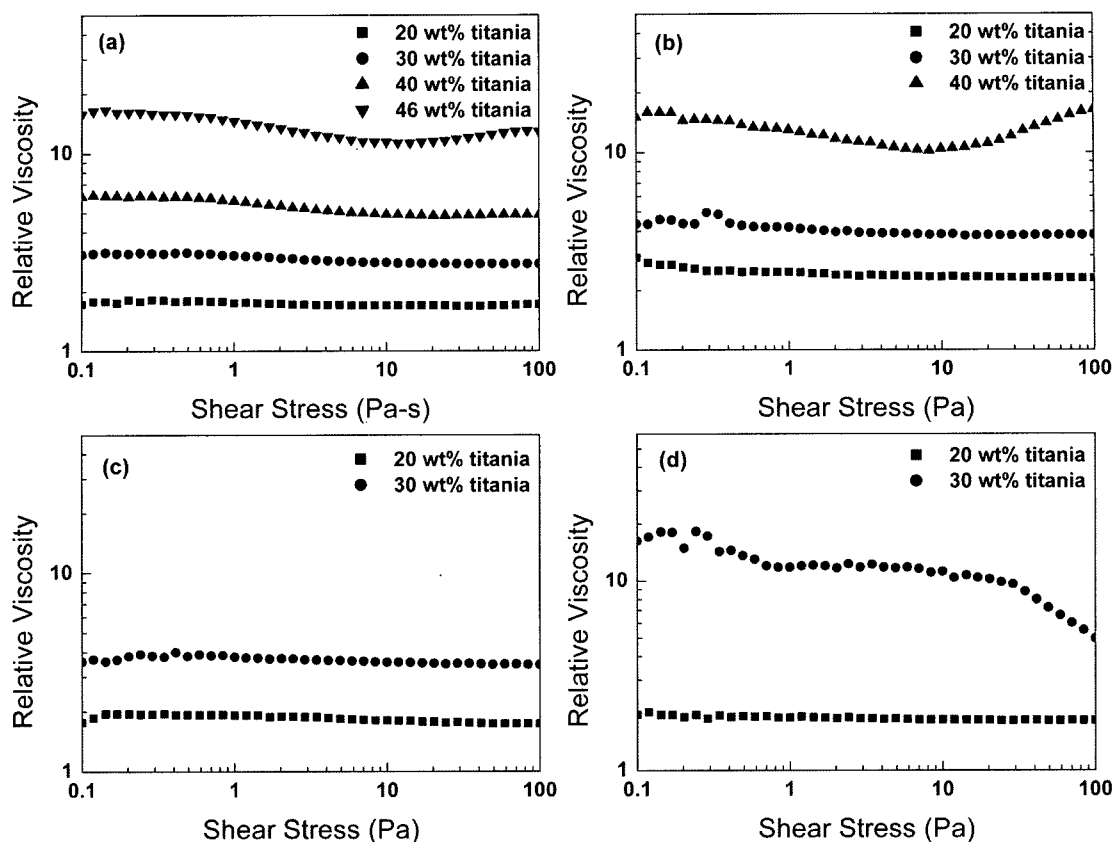 (a)
20 wt% titania
30 wt% titania
40 wt% titania
46 wt% titania
10
1
Relative Viscosity
0.1 1 10 100
Shear Stress (Pa-s)
(b)
20 wt% titania
30 wt% titania
40 wt% titania
10
1
Relative Viscosity
0.1 1 10 100
Shear Stress (Pa)
(c)
20 wt% titania
30 wt% titania
10
1
Relative Viscosity
0.1 1 10 100
Shear Stress (Pa)
(d)
20 wt% titania
30 wt% titania
10
1
Relative Viscosity
0.1 1 10 100
Shear Stress (Pa)